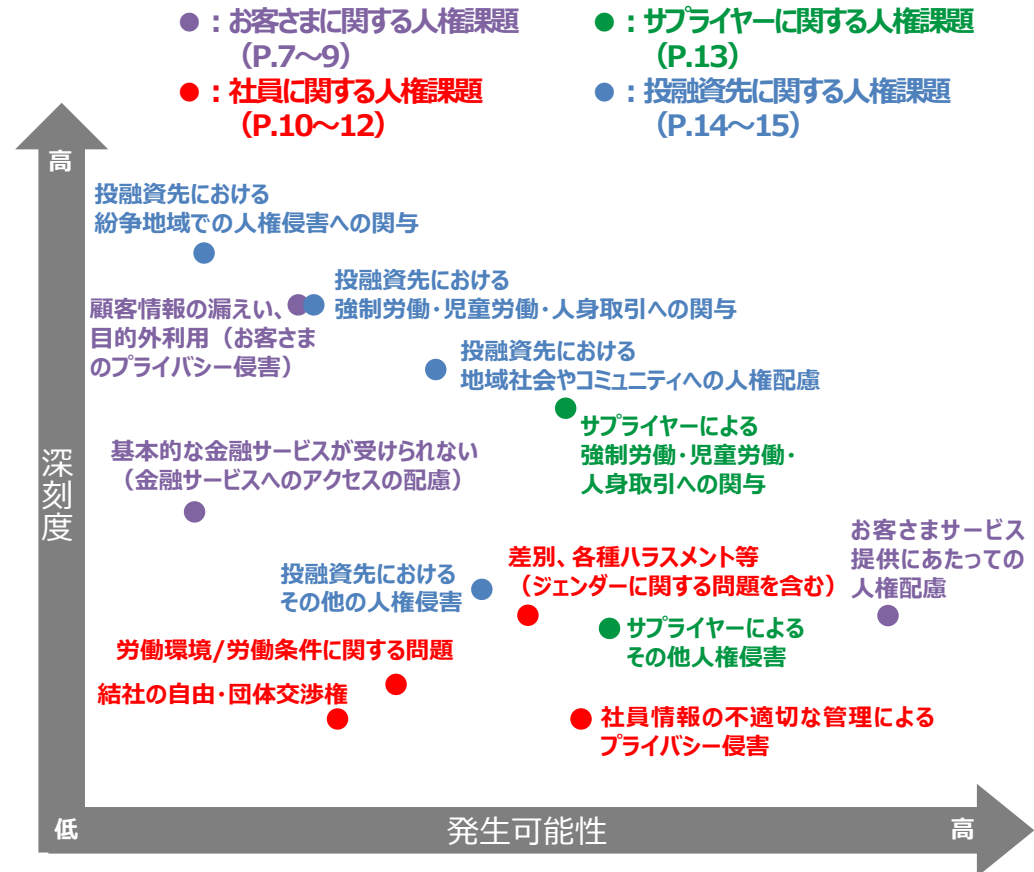 ●：お客さまに関する人権課題
（P.7～9）
●：社員に関する人権課題
（P.10～12）
●：サプライヤーに関する人権課題
（P.13）
●：投融資先に関する人権課題
（P.14～15）
高
投融資先における
紛争地域での人権侵害への関与
顧客情報の漏えい、
目的外利用（お客さま
のプライバシー侵害）
投融資先における
強制労働・児童労働・人身取引への関与
投融資先における
地域社会やコミュニティへの人権配慮
サプライヤーによる
強制労働・児童労働・
人身取引への関与
基本的な金融サービスが受けられない
（金融サービスへのアクセスの配慮）
深刻度
お客さまサービス
提供にあたっての
人権配慮
差別、各種ハラスメント等
（ジェンダーに関する問題を含む）
投融資先における
その他の人権侵害
サプライヤーによる
その他人権侵害
労働環境/労働条件に関する問題
結社の自由・団体交渉権
社員情報の不適切な管理による
プライバシー侵害
低
発生可能性
高